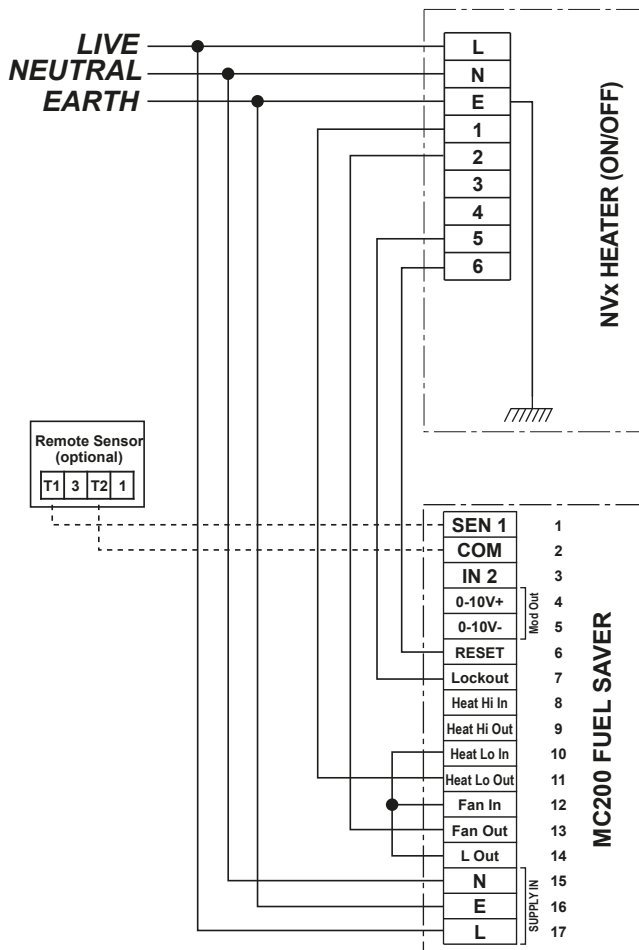 LIVE
NEUTRAL
EARTH
L
N
E
1
2
3
4
5
6
NVx HEATER (ON/OFF)
Remote Sensor
(optional)
T1 3 T2 1
SEN 1 1
COM 2
IN 2 3
0-10V+ 4
0-10V- 5
Mod Out
RESET 6
Lockout 7
Heat Hi In 8
Heat Hi Out 9
Heat Lo In 10
Heat Lo Out 11
Fan In 12
Fan Out 13
L Out 14
N 15
E 16
L 17
SUPPLY IN
MC200 FUEL SAVER